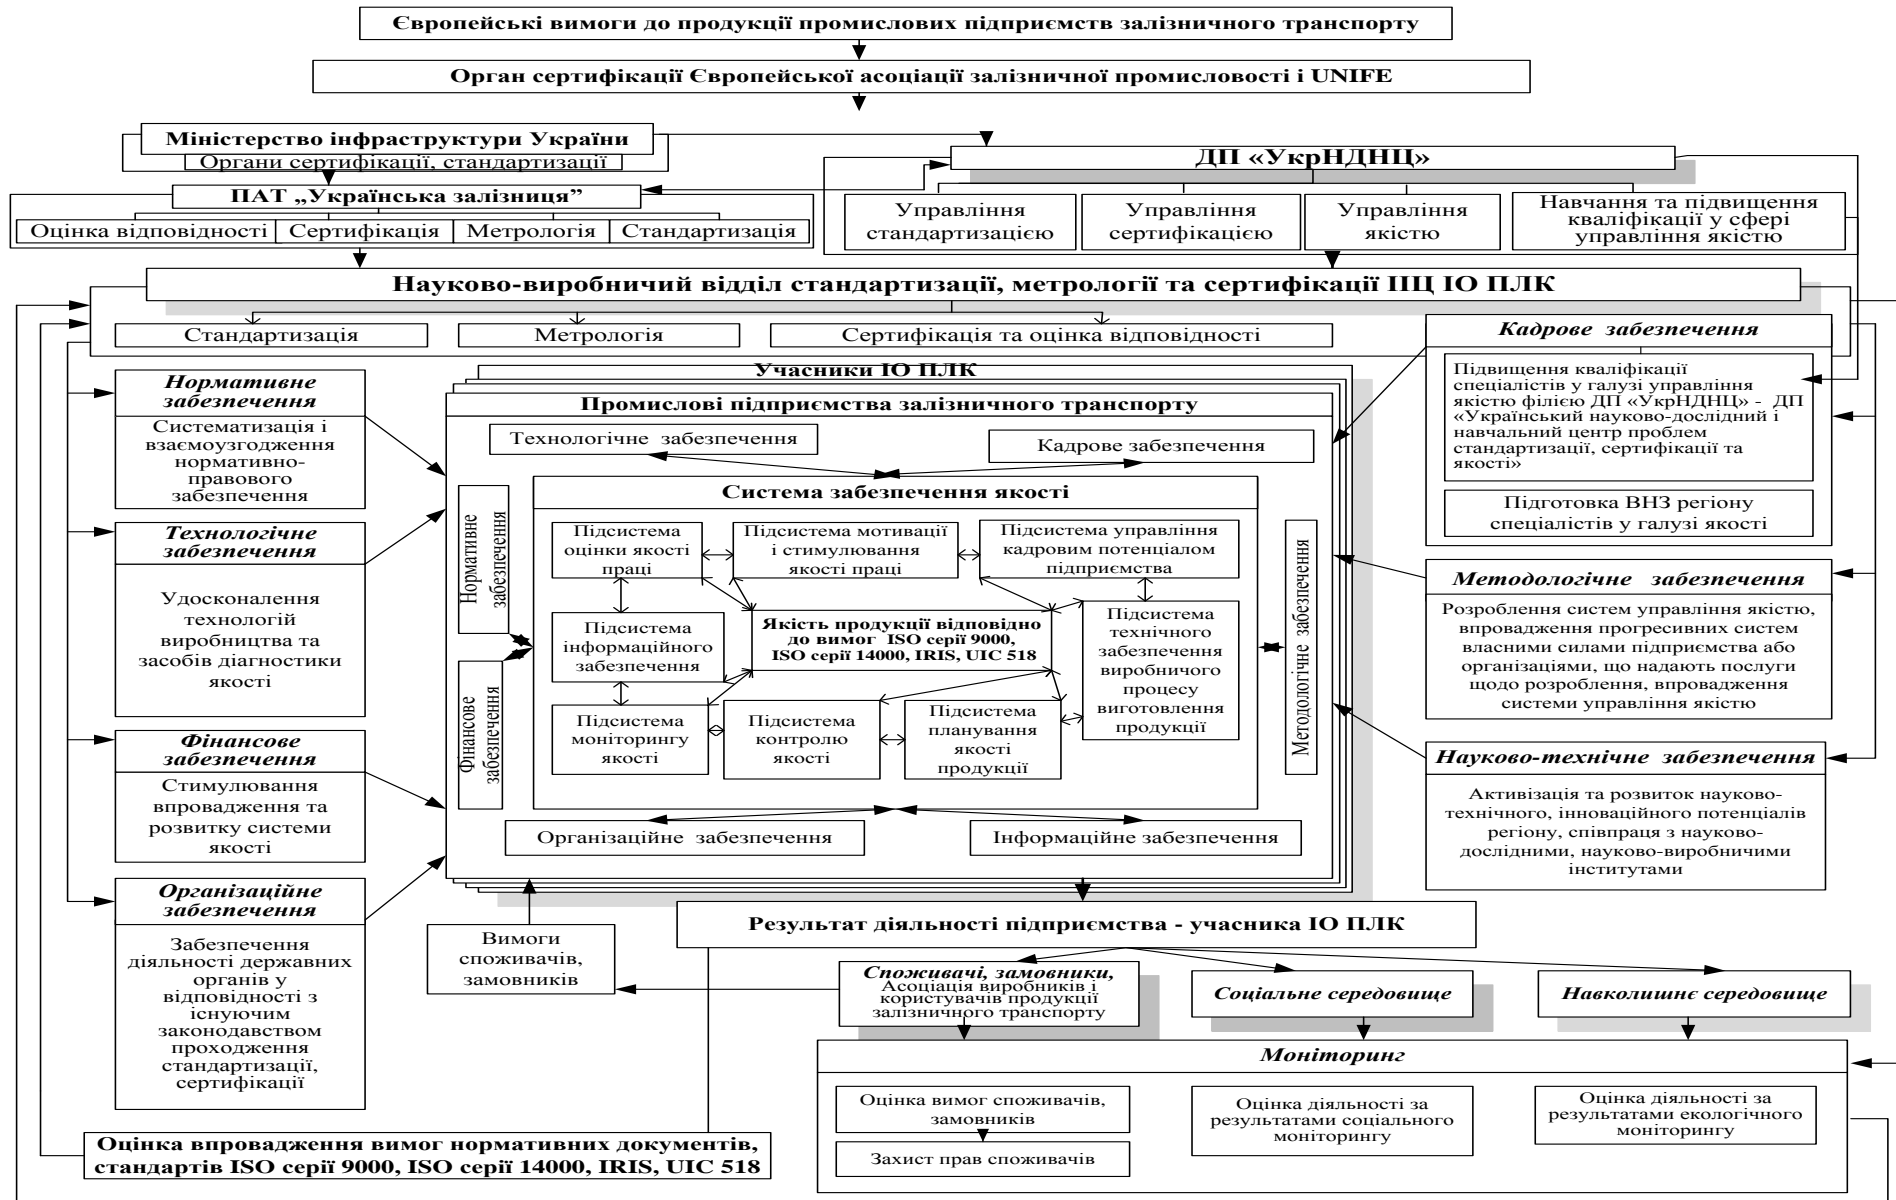 Європейські вимоги до продукції промислових підприємств залізничного транспорту
Орган сертифікації Європейської асоціації залізничної промисловості і UNIFE
Міністерство інфраструктури України
Органи сертифікації, стандартизації
ДП «УкрНДНЦ»
ПАТ „Українська залізниця”
Оцінка відповідності
Сертифікація
Метрологія
Стандартизація
Управління
стандартизацією
Управління
сертифікацією
Управління
якістю
Навчання та підвищення
кваліфікації у сфері
управління якістю
Науково-виробничий відділ стандартизації, метрології та сертифікації ІІЦ ІО ПЛК
Стандартизація
Метрологія
Сертифікація та оцінка відповідності
Нормативне
забезпечення
Систематизація і
взаємоузгодження
нормативно-
правового
забезпечення
Технологічне
забезпечення
Удосконалення
технологій
виробництва та
засобів діагностики
якості
Фінансове
забезпечення
Стимулювання
впровадження та
розвитку системи
якості
Організаційне
забезпечення
Забезпечення
діяльності державних
органів у
відповідності з
існуючим
законодавством
проходження
стандартизації,
сертифікації
Учасники ІО ПЛК
Промислові підприємства залізничного транспорту
Технологічне забезпечення
Кадрове забезпечення
Нормативне
забезпечення
Фінансове
забезпечення
Система забезпечення якості
Підсистема
оцінки якості
праці
Підсистема мотивації
і стимулювання
якості праці
Підсистема управління
кадровим потенціалом
підприємства
Підсистема
інформаційного
забезпечення
Якість продукції відповідно
до вимог ISO серії 9000,
ISO серії 14000, IRIS, UIC 518
Підсистема
технічного
забезпечення
виробничого
процесу
виготовлення
продукції
Підсистема
моніторингу
якості
Підсистема
контролю
якості
Підсистема
планування
якості
продукції
Методологічне забезпечення
Організаційне забезпечення
Інформаційне забезпечення
Кадрове забезпечення
Підвищення кваліфікації
спеціалістів у галузі управління
якістю філією ДП «УкрНДНЦ» - ДП
«Український науково-дослідний і
навчальний центр проблем
стандартизації, сертифікації та
якості»
Підготовка ВНЗ регіону
спеціалістів у галузі якості
Методологічне забезпечення
Розроблення систем управління якістю,
впровадження прогресивних систем
власними силами підприємства або
організаціями, що надають послуги
щодо розроблення, впровадження
системи управління якістю
Науково-технічне забезпечення
Активізація та розвиток науково-
технічного, інноваційного потенціалів
регіону, співпраця з науково-
дослідними, науково-виробничими
інститутами
Вимоги
споживачів,
замовників
Результат діяльності підприємства - учасника ІО ПЛК
Споживачі, замовники,
Асоціація виробників і
користувачів продукції
залізничного транспорту
Соціальне середовище
Навколишнє середовище
Моніторинг
Оцінка вимог споживачів,
замовників
Захист прав споживачів
Оцінка діяльності за
результатами соціального
моніторингу
Оцінка діяльності за
результатами екологічного
моніторингу
Оцінка впровадження вимог нормативних документів,
стандартів ISO серії 9000, ISO серії 14000, IRIS, UIC 518